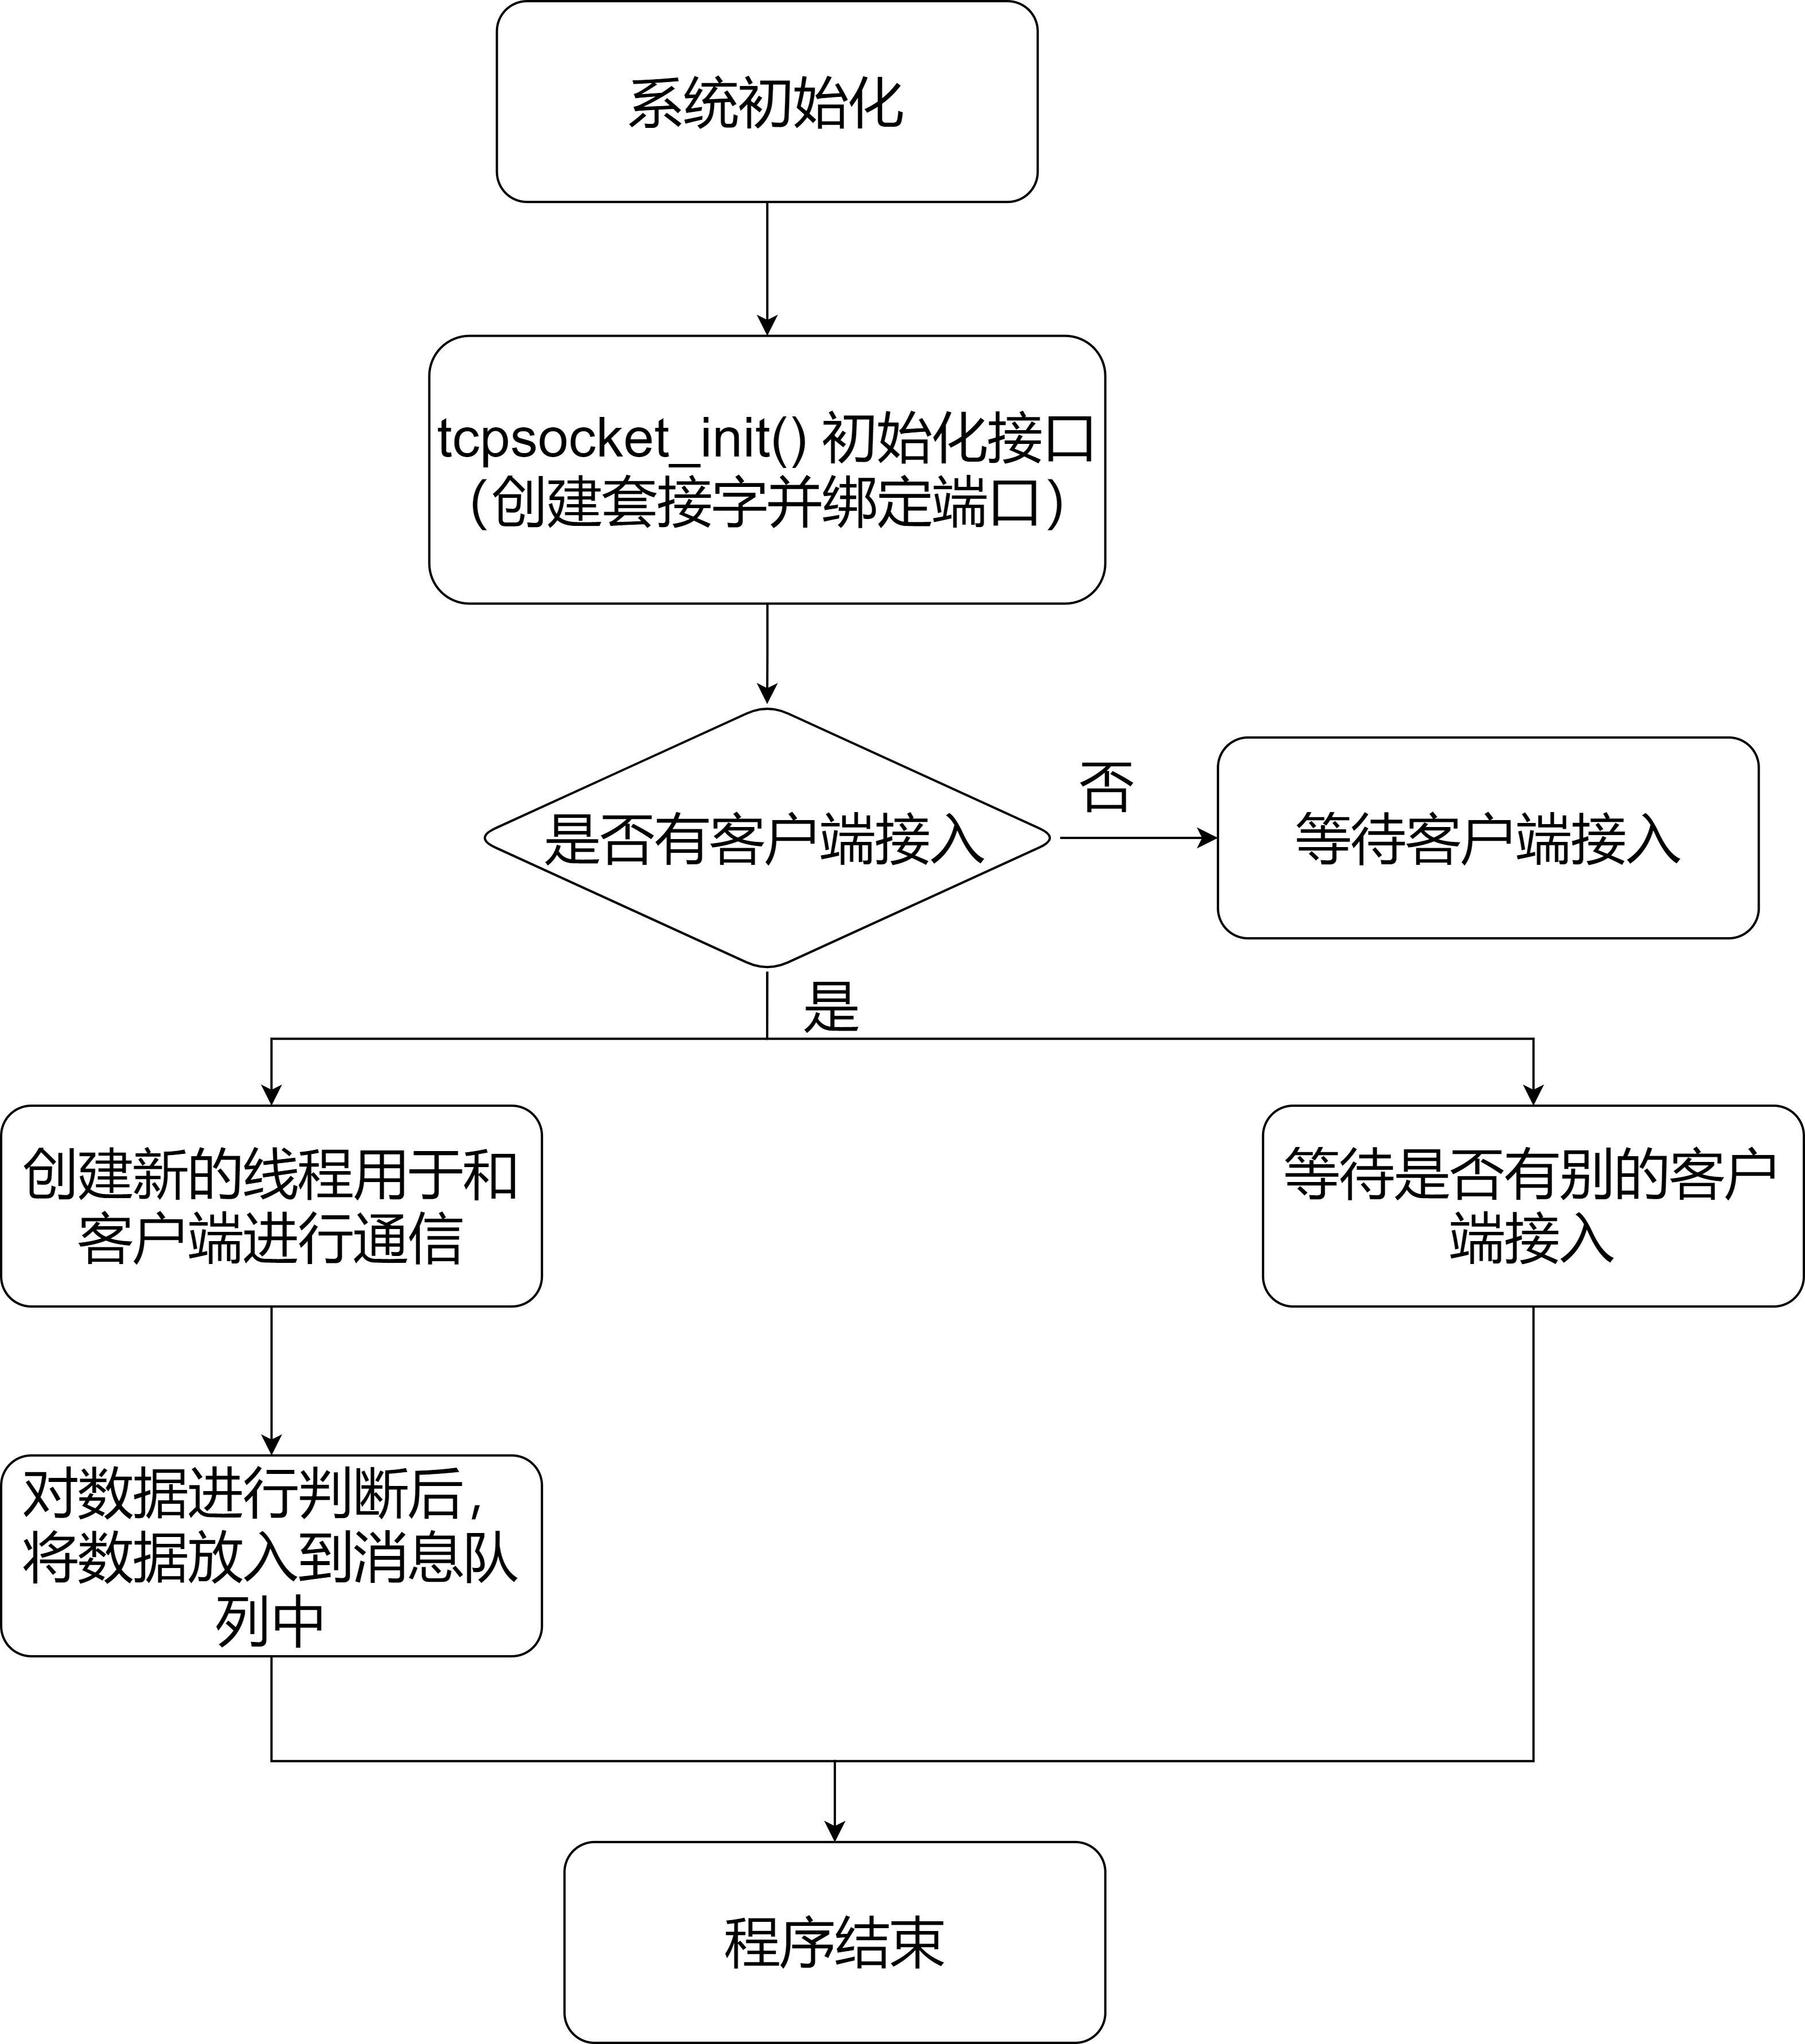 系统初始化
tcpsocket_init() 初始化接口
（创建套接字并绑定端口）
是否有客户端接入
否
等待客户端接入
是
创建新的线程用于和
客户端进行通信
等待是否有别的客户
端接入
对数据进行判断后，
将数据放入到消息队
列中
程序结束